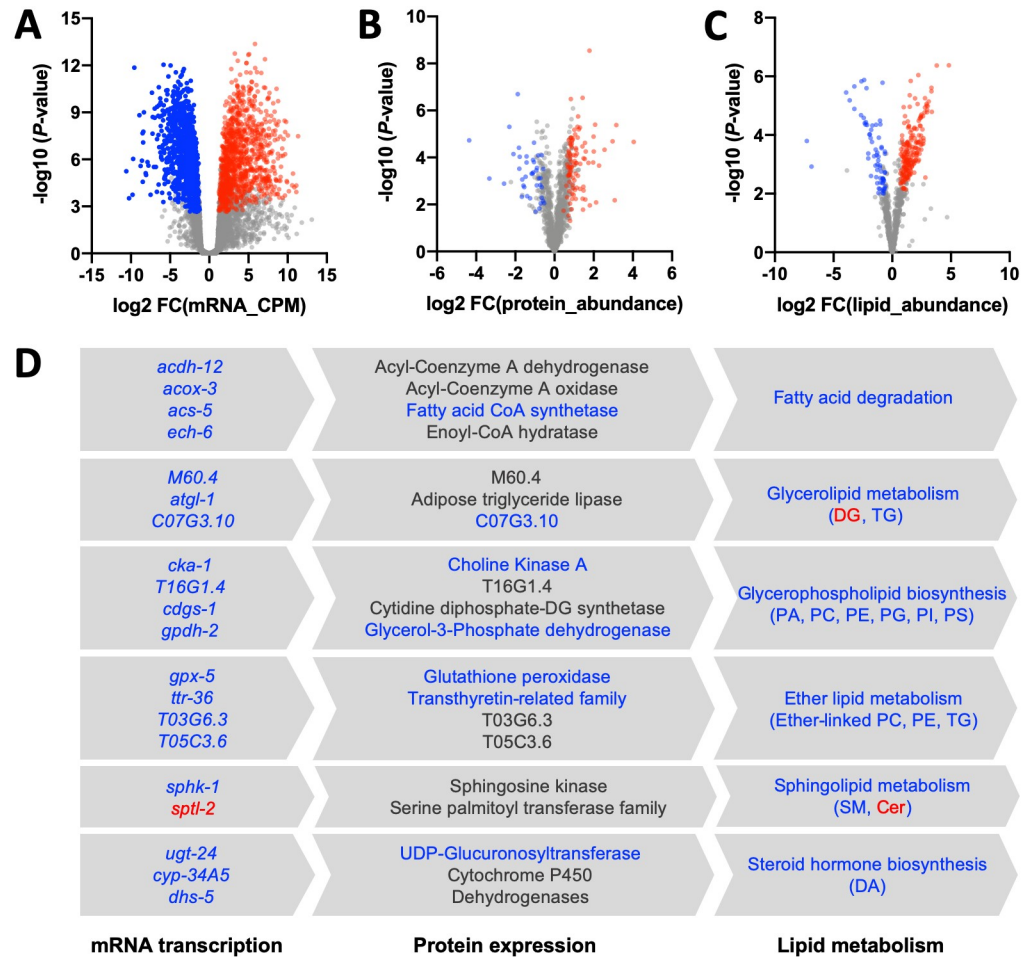 A
15
12
9
6
3
0
-log10 (P-value)
-15 -10 -5 0 5 10 15
log2 FC(mRNA_CPM)
B
10
8
6
4
2
0
-log10 (P-value)
-6 -4 -2 0 2 4 6
log2 FC(protein_abundance)
C
8
6
4
2
0
-log10 (P-value)
-10 -5 0 5 10
log2 FC(lipid_abundance)
D
acdh-12
acox-3
acs-5
ech-6
Acyl-Coenzyme A dehydrogenase
Acyl-Coenzyme A oxidase
Fatty acid CoA synthetase
Enoyl-CoA hydratase
Fatty acid degradation
M60.4
atgl-1
C07G3.10
M60.4
Adipose triglyceride lipase
C07G3.10
Glycerolipid metabolism
(DG, TG)
cka-1
T16G1.4
cdgs-1
gpdh-2
Choline Kinase A
T16G1.4
Cytidine diphosphate-DG synthetase
Glycerol-3-Phosphate dehydrogenase
Glycerophospholipid biosynthesis
(PA, PC, PE, PG, PI, PS)
gpx-5
ttr-36
T03G6.3
T05C3.6
Glutathione peroxidase
Transthyretin-related family
T03G6.3
T05C3.6
Ether lipid metabolism
(Ether-linked PC, PE, TG)
sphk-1
sptl-2
Sphingosine kinase
Serine palmitoyl transferase family
Sphingolipid metabolism
(SM, Cer)
ugt-24
cyp-34A5
dhs-5
UDP-Glucuronosyltransferase
Cytochrome P450
Dehydrogenases
Steroid hormone biosynthesis
(DA)
mRNA transcription
Protein expression
Lipid metabolism